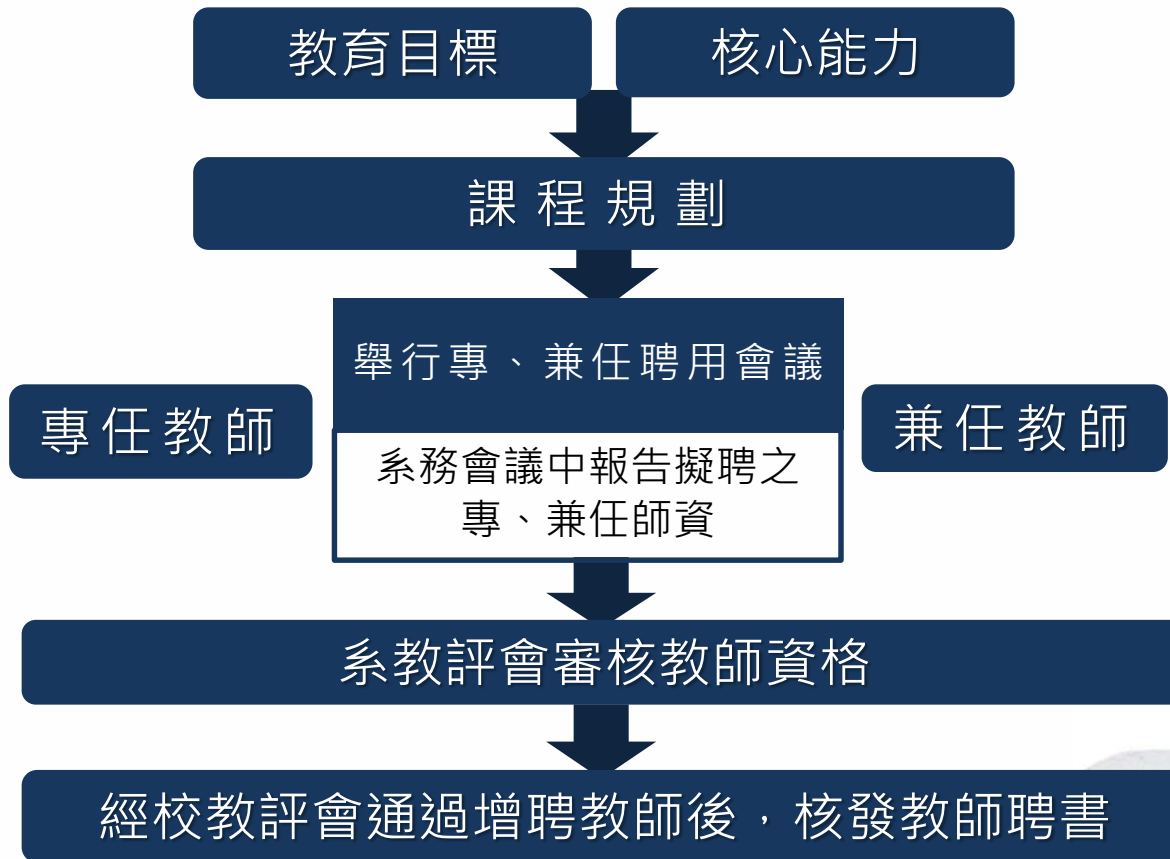 教育目標
核心能力
課程規劃
舉行專、兼任聘用會議
專任教師
兼任教師
系務會議中報告擬聘之
專、兼任師資
系教評會審核教師資格
經校教評會通過增聘教師後，核發教師聘書